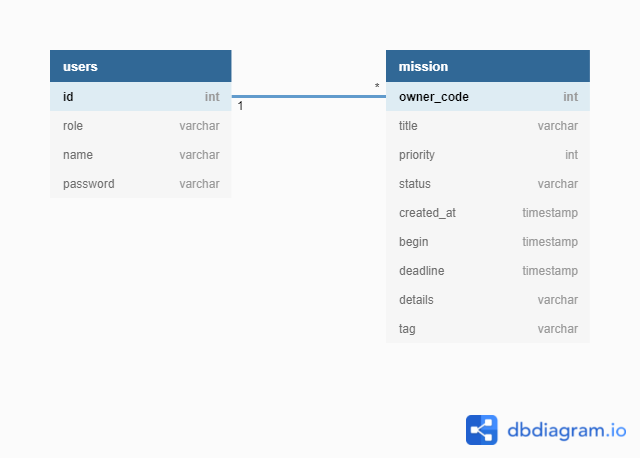 users
id int
role varchar
name varchar
password varchar
1
*
mission
owner_code int
title varchar
priority int
status varchar
created_at timestamp
begin timestamp
deadline timestamp
details varchar
tag varchar
dbdiagram.io